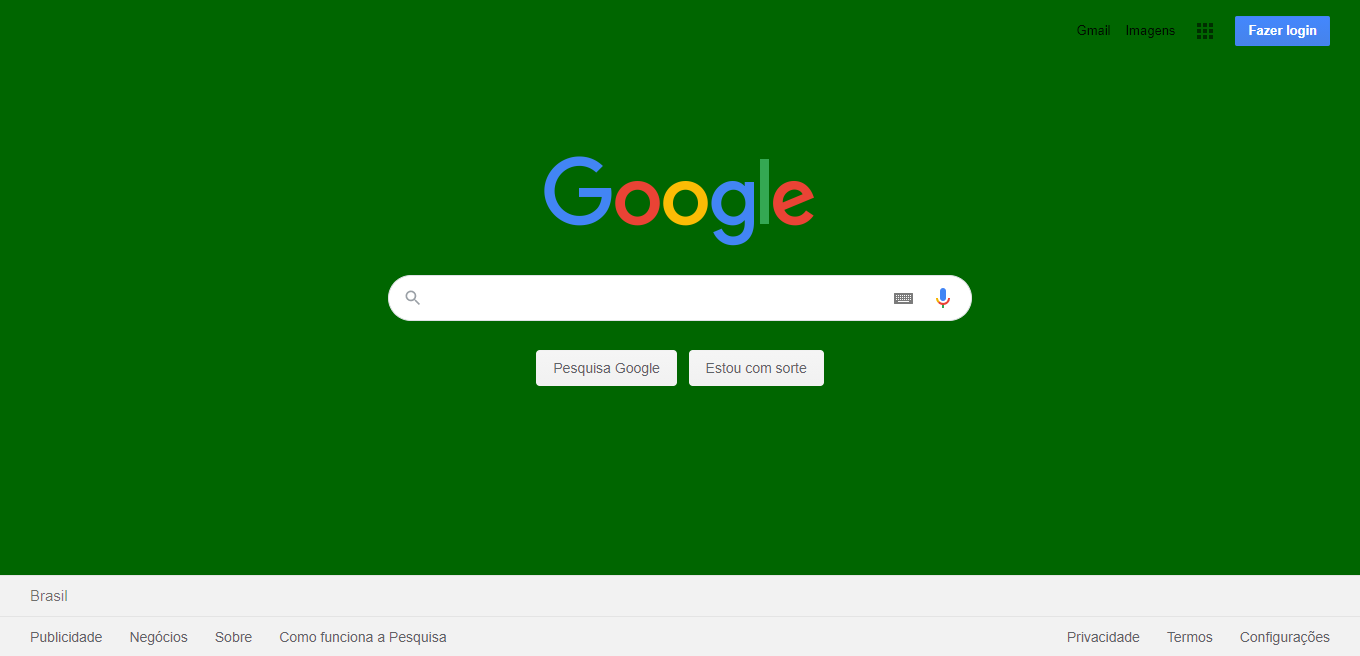 Gmail Imagens Fazer login
Google
Pesquisa Google Estou com sorte
Brasil
Publicidade Negócios Sobre Como funciona a Pesquisa Privacidade Termos Configurações